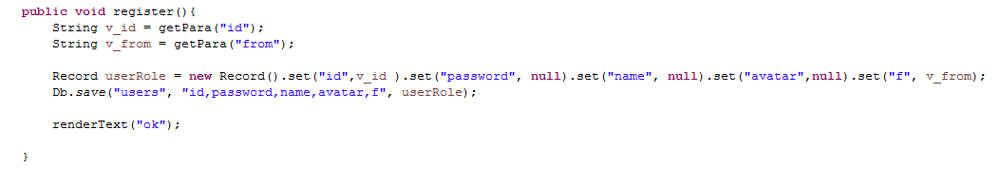 public void register(){
String v_id = getPara("id");
String v_from = getPara("from");
Record userRole = new Record().set("id",v_id ).set("password", null).set("name", null).set("avatar",null).set("f", v_from);
Db.save("users", "id,password,name,avatar,f", userRole);
renderText("ok");
}